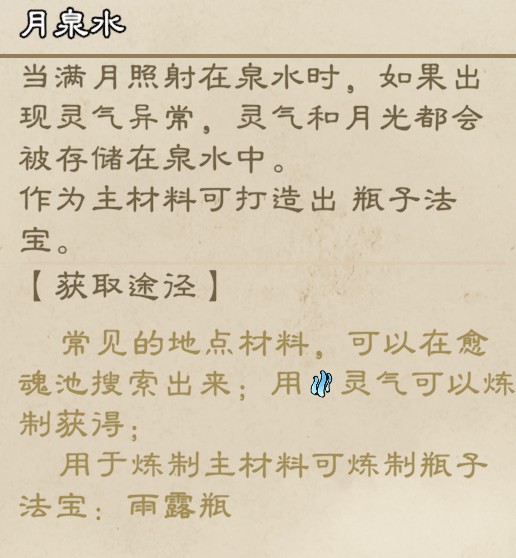 月泉水
当满月照射在泉水时，如果出
现灵气异常，灵气和月光都会
被存储在泉水中。
作为主材料可打造出 瓶子法
宝。
【获取途径】
常见的地点材料，可以在愈
魂池搜索出来；用灵气可以炼
制获得；
用于炼制主材料可炼制瓶子
法宝：雨露瓶